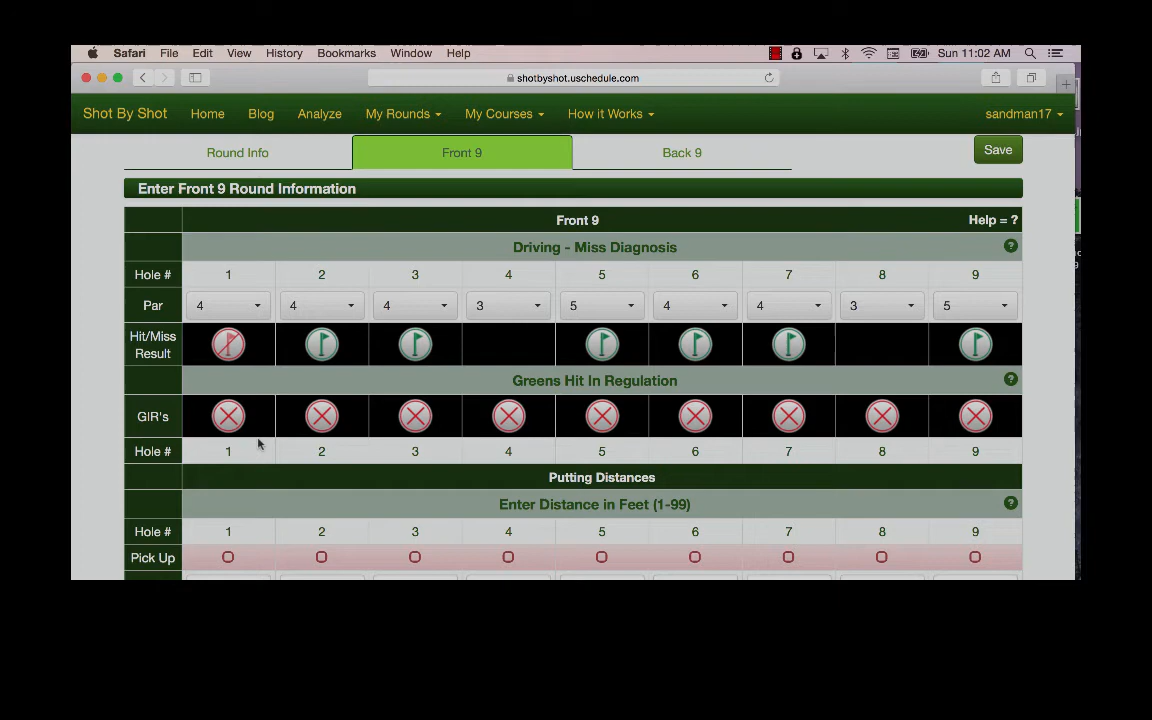 Safari File Edit View History Bookmarks Window Help Sun 11:02 AM
shotbyshot.uschedule.com
Shot By Shot Home Blog Analyze My Rounds My Courses How it Works sandman17
Round Info Front 9 Back 9 Save
Enter Front 9 Round Information
Front 9 Help = ?
Driving - Miss Diagnosis ?
Hole # 1 2 3 4 5 6 7 8 9
Par 4 4 4 3 5 4 4 3 5
Hit/Miss
Result
Greens Hit In Regulation ?
GIR's
Hole # 1 2 3 4 5 6 7 8 9
Putting Distances
Enter Distance in Feet (1-99) ?
Hole # 1 2 3 4 5 6 7 8 9
Pick Up